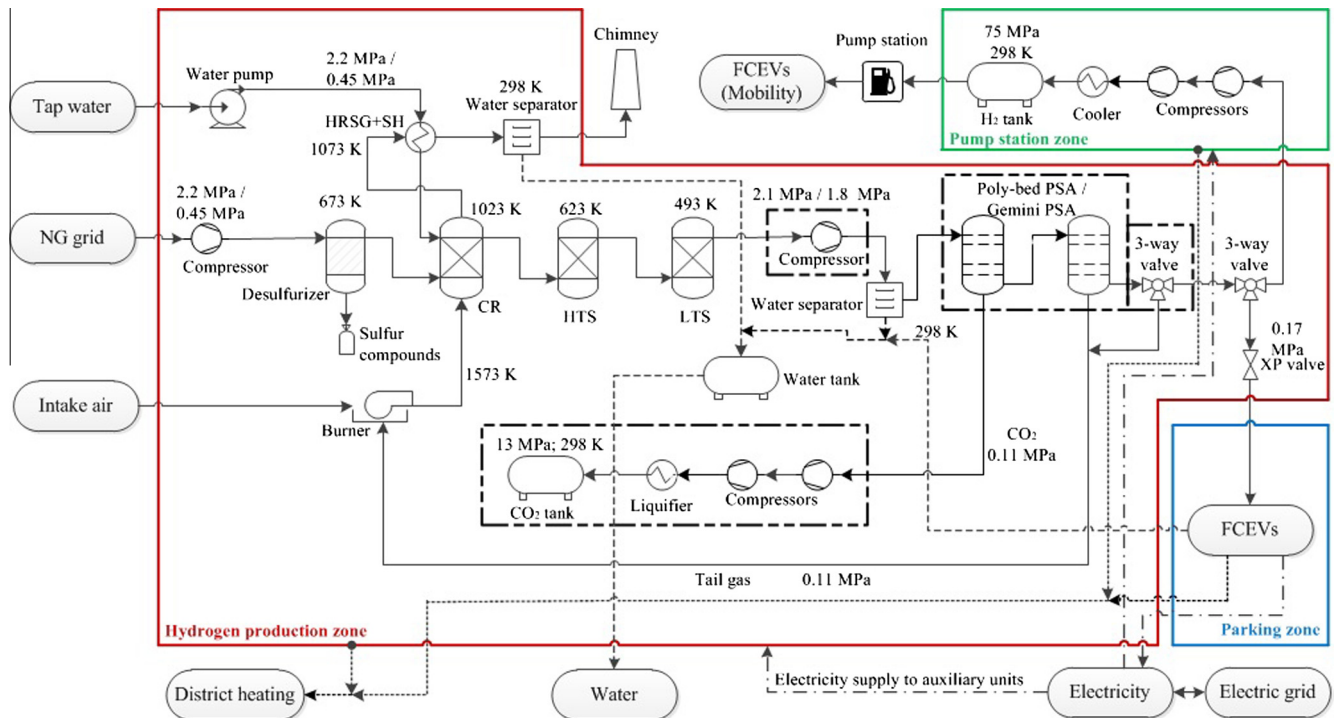 Chimney
2.2 MPa /
0.45 MPa
Water pump
Tap water
298 K
Water separator
HRSG+SH
1073 K
FCEVs
(Mobility)
Pump station
75 MPa
298 K
H2 tank
Cooler
Compressors
Pump station zone
2.2 MPa /
0.45 MPa
NG grid
Compressor
673 K
Desulfurizer
Sulfur
compounds
1023 K
CR
623 K
HTS
493 K
LTS
2.1 MPa / 1.8 MPa
Compressor
Water separator
298 K
Poly-bed PSA /
Gemini PSA
3-way
valve
3-way
valve
0.17
MPa
XP valve
Intake air
Burner
1573 K
Water tank
13 MPa; 298 K
CO2 tank
Liquifier
Compressors
CO2
0.11 MPa
FCEVs
Tail gas 0.11 MPa
Hydrogen production zone
Parking zone
District heating
Water
Electricity supply to auxiliary units
Electricity
Electric grid